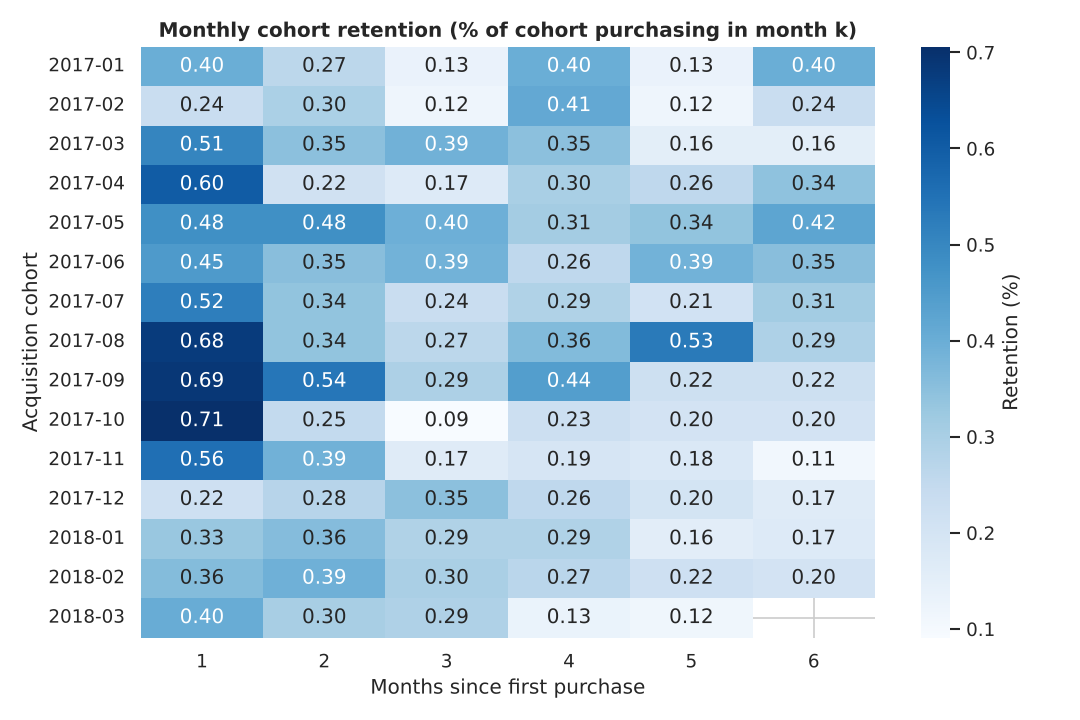 Monthly cohort retention (% of cohort purchasing in month k)
2017-01 0.40 0.27 0.13 0.40 0.13 0.40
2017-02 0.24 0.30 0.12 0.41 0.12 0.24
2017-03 0.51 0.35 0.39 0.35 0.16 0.16
2017-04 0.60 0.22 0.17 0.30 0.26 0.34
2017-05 0.48 0.48 0.40 0.31 0.34 0.42
2017-06 0.45 0.35 0.39 0.26 0.39 0.35
2017-07 0.52 0.34 0.24 0.29 0.21 0.31
2017-08 0.68 0.34 0.27 0.36 0.53 0.29
2017-09 0.69 0.54 0.29 0.44 0.22 0.22
2017-10 0.71 0.25 0.09 0.23 0.20 0.20
2017-11 0.56 0.39 0.17 0.19 0.18 0.11
2017-12 0.22 0.28 0.35 0.26 0.20 0.17
2018-01 0.33 0.36 0.29 0.29 0.16 0.17
2018-02 0.36 0.39 0.30 0.27 0.22 0.20
2018-03 0.40 0.30 0.29 0.13 0.12
1 2 3 4 5 6
Months since first purchase
Acquisition cohort
0.7
0.6
0.5
0.4
0.3
0.2
0.1
Retention (%)